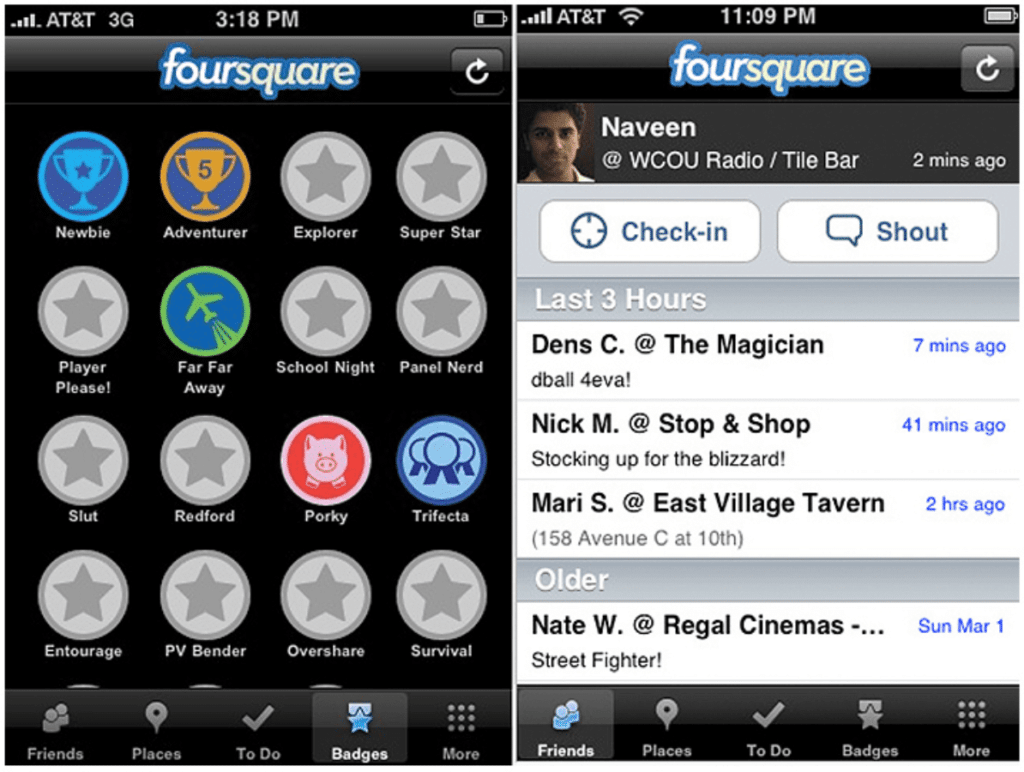 AT&T 3G 3:18 PM
foursquare
5
Newbie Adventurer Explorer Super Star
Player Please! Far Far Away School Night Panel Nerd
Slut Redford Porky Trifecta
Entourage PV Bender Overshare Survival
Friends Places To Do Badges More
AT&T 11:09 PM
foursquare
Naveen
@ WCOU Radio / Tile Bar 2 mins ago
Check-in Shout
Last 3 Hours
Dens C. @ The Magician 7 mins ago
dball 4eva!
Nick M. @ Stop & Shop 41 mins ago
Stocking up for the blizzard!
Mari S. @ East Village Tavern 2 hrs ago
(158 Avenue C at 10th)
Older
Nate W. @ Regal Cinemas -... Sun Mar 1
Street Fighter!
Friends Places To Do Badges More